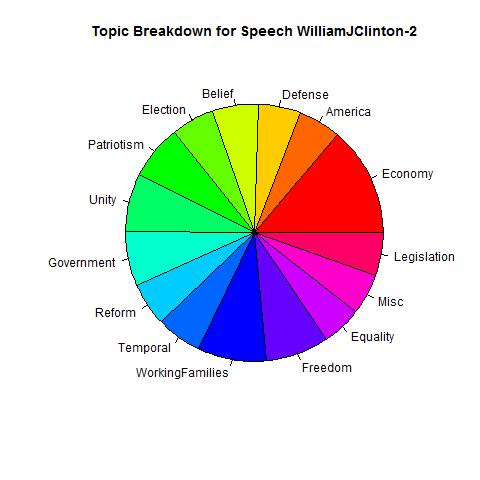 Topic Breakdown for Speech WilliamJClinton-2
Belief
Defense
Election
America
Patriotism
Economy
Unity
Government
Legislation
Reform
Misc
Temporal
Equality
WorkingFamilies
Freedom